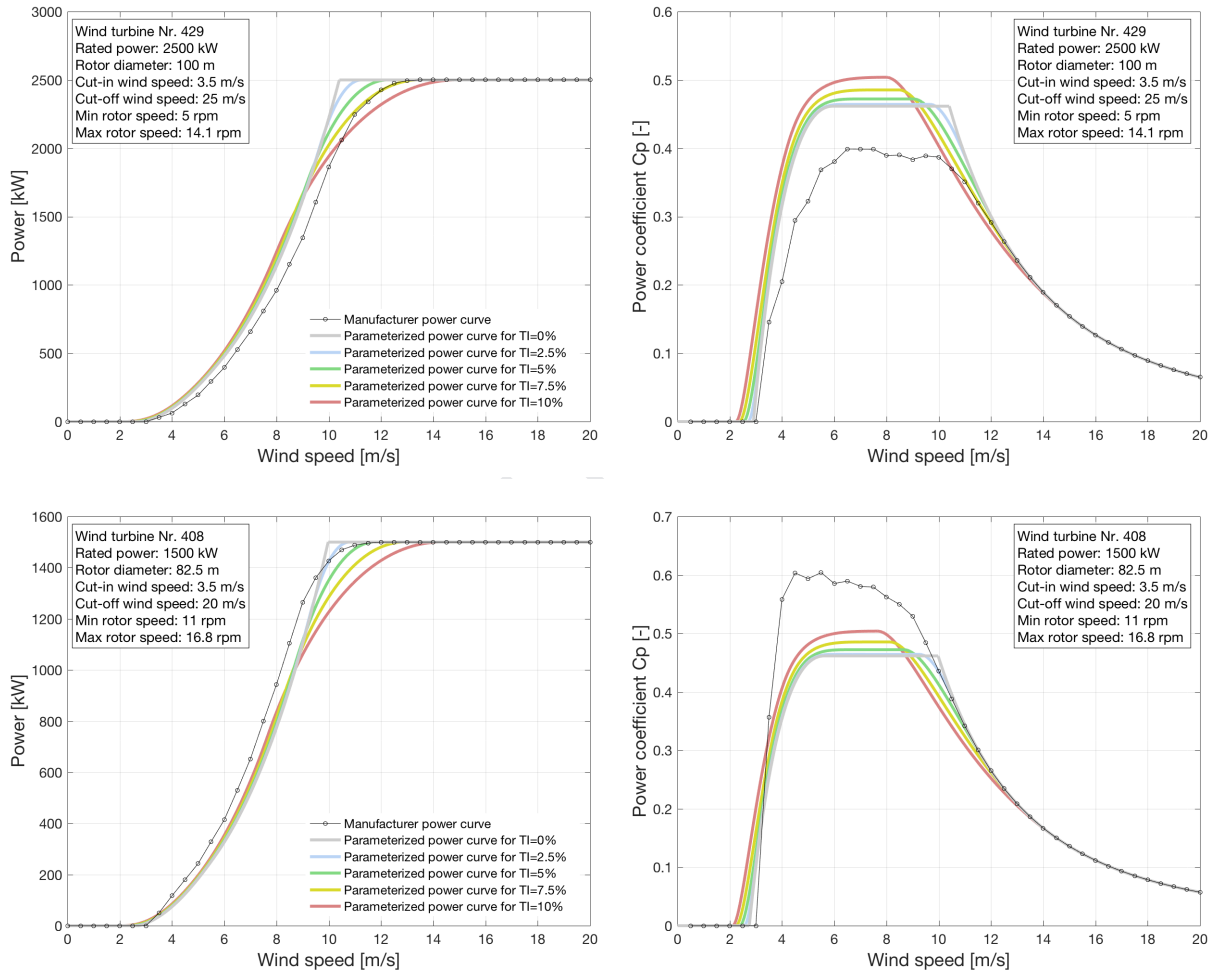 3000
2500
2000
1500
1000
500
0
Power [kW]
Wind turbine Nr. 429
Rated power: 2500 kW
Rotor diameter: 100 m
Cut-in wind speed: 3.5 m/s
Cut-off wind speed: 25 m/s
Min rotor speed: 5 rpm
Max rotor speed: 14.1 rpm
Manufacturer power curve
Parameterized power curve for TI=0%
Parameterized power curve for TI=2.5%
Parameterized power curve for TI=5%
Parameterized power curve for TI=7.5%
Parameterized power curve for TI=10%
0 2 4 6 8 10 12 14 16 18 20
Wind speed [m/s]
0.6
0.5
0.4
0.3
0.2
0.1
0
Power coefficient Cp [-]
Wind turbine Nr. 429
Rated power: 2500 kW
Rotor diameter: 100 m
Cut-in wind speed: 3.5 m/s
Cut-off wind speed: 25 m/s
Min rotor speed: 5 rpm
Max rotor speed: 14.1 rpm
0 2 4 6 8 10 12 14 16 18 20
Wind speed [m/s]
1600
1400
1200
1000
800
600
400
200
0
Power [kW]
Wind turbine Nr. 408
Rated power: 1500 kW
Rotor diameter: 82.5 m
Cut-in wind speed: 3.5 m/s
Cut-off wind speed: 20 m/s
Min rotor speed: 11 rpm
Max rotor speed: 16.8 rpm
Manufacturer power curve
Parameterized power curve for TI=0%
Parameterized power curve for TI=2.5%
Parameterized power curve for TI=5%
Parameterized power curve for TI=7.5%
Parameterized power curve for TI=10%
0 2 4 6 8 10 12 14 16 18 20
Wind speed [m/s]
0.7
0.6
0.5
0.4
0.3
0.2
0.1
0
Power coefficient Cp [-]
Wind turbine Nr. 408
Rated power: 1500 kW
Rotor diameter: 82.5 m
Cut-in wind speed: 3.5 m/s
Cut-off wind speed: 20 m/s
Min rotor speed: 11 rpm
Max rotor speed: 16.8 rpm
0 2 4 6 8 10 12 14 16 18 20
Wind speed [m/s]